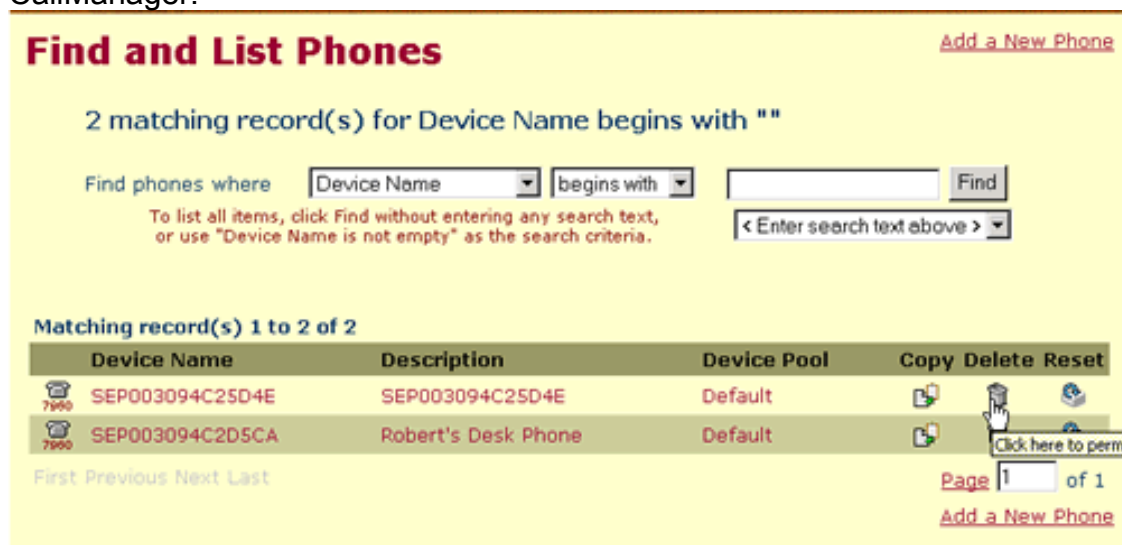 CallManager.
Find and List Phones
Add a New Phone
2 matching record(s) for Device Name begins with ""
Find phones where Device Name begins with Find
To list all items, click Find without entering any search text,
or use "Device Name is not empty" as the search criteria.
< Enter search text above >
Matching record(s) 1 to 2 of 2
Device Name Description Device Pool Copy Delete Reset
7960 SEP003094C25D4E SEP003094C25D4E Default
7960 SEP003094C2D5CA Robert's Desk Phone Default
Click here to perm
First Previous Next Last
Page 1 of 1
Add a New Phone